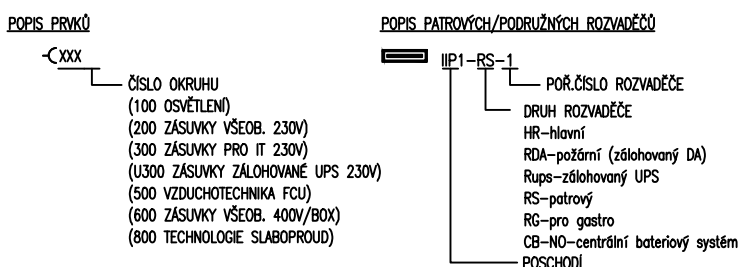 POPIS PRVKŮ
XXX
ČÍSLO OKRUHU
(100 OSVĚTLENÍ)
(200 ZÁSUVKY VŠEOB. 230V)
(300 ZÁSUVKY PRO IT 230V)
(U300 ZÁSUVKY ZÁLOHOVANÉ UPS 230V)
(500 VZDUCHOTECHNIKA FCU)
(600 ZÁSUVKY VŠEOB. 400V/BOX)
(800 TECHNOLOGIE SLABOPROUD)
POPIS PATROVÝCH/PODRUŽNÝCH ROZVADĚČŮ
IIP1-RS-1
POŘ.ČÍSLO ROZVADĚČE
DRUH ROZVADĚČE
HR-hlavní
RDA-požární (zálohovaný DA)
Rups-zálohovaný UPS
RS-patrový
RG-pro gastro
CB-NO-centrální bateriový systém
POSCHODÍ